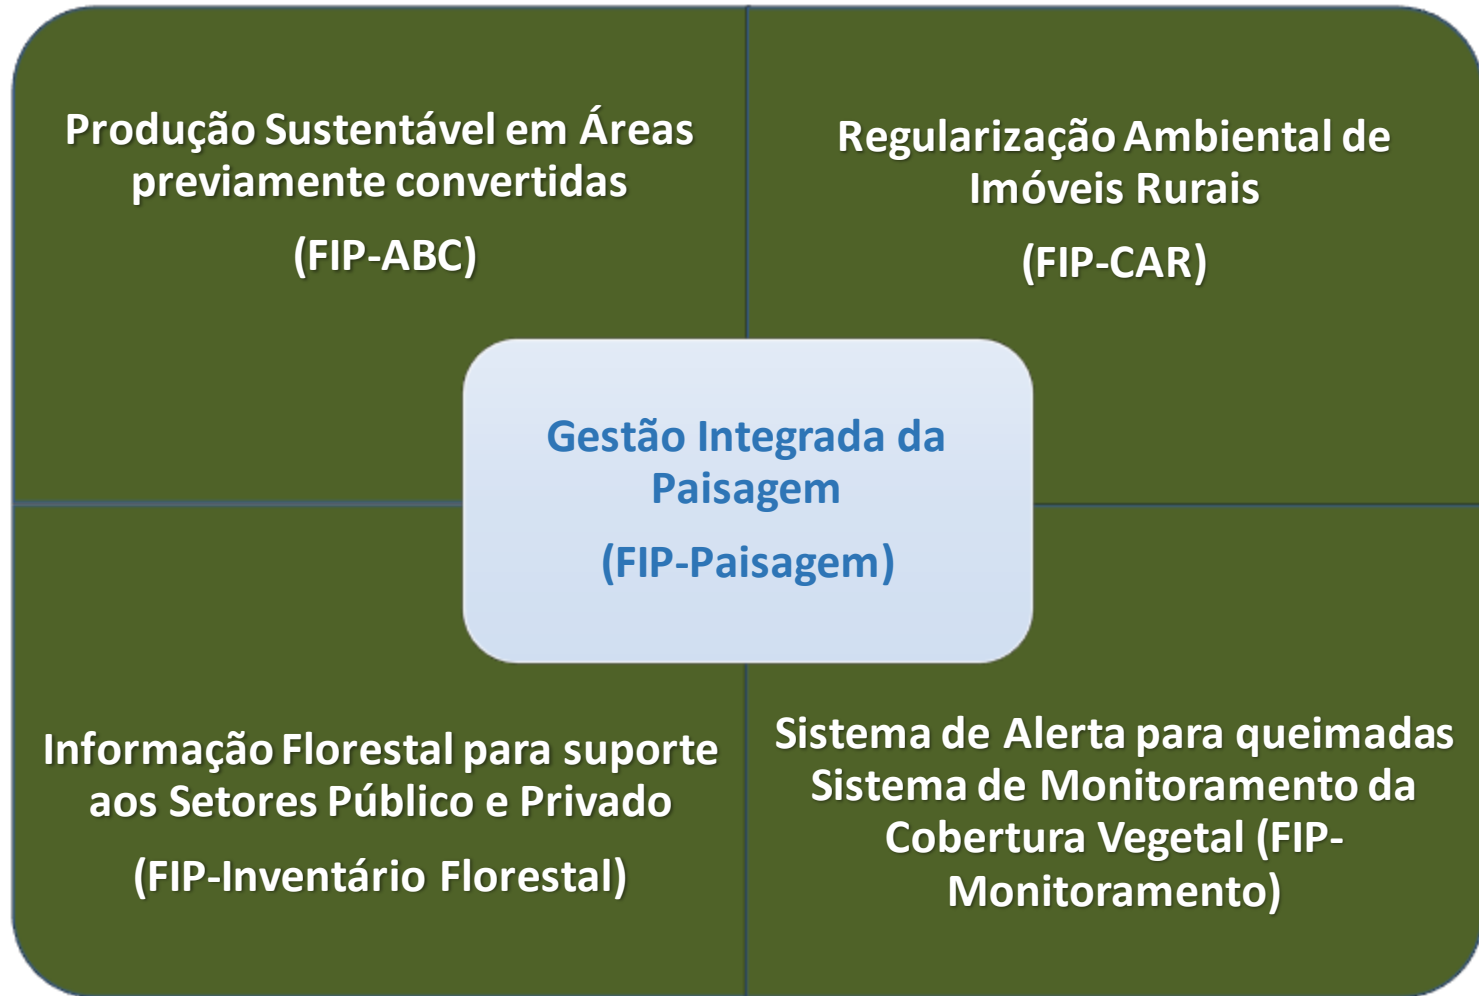 Produção Sustentável em Áreas
previamente convertidas
(FIP-ABC)
Regularização Ambiental de
Imóveis Rurais
(FIP-CAR)
Gestão Integrada da
Paisagem
(FIP-Paisagem)
Informação Florestal para suporte
aos Setores Público e Privado
(FIP-Inventário Florestal)
Sistema de Alerta para queimadas
Sistema de Monitoramento da
Cobertura Vegetal (FIP-
Monitoramento)